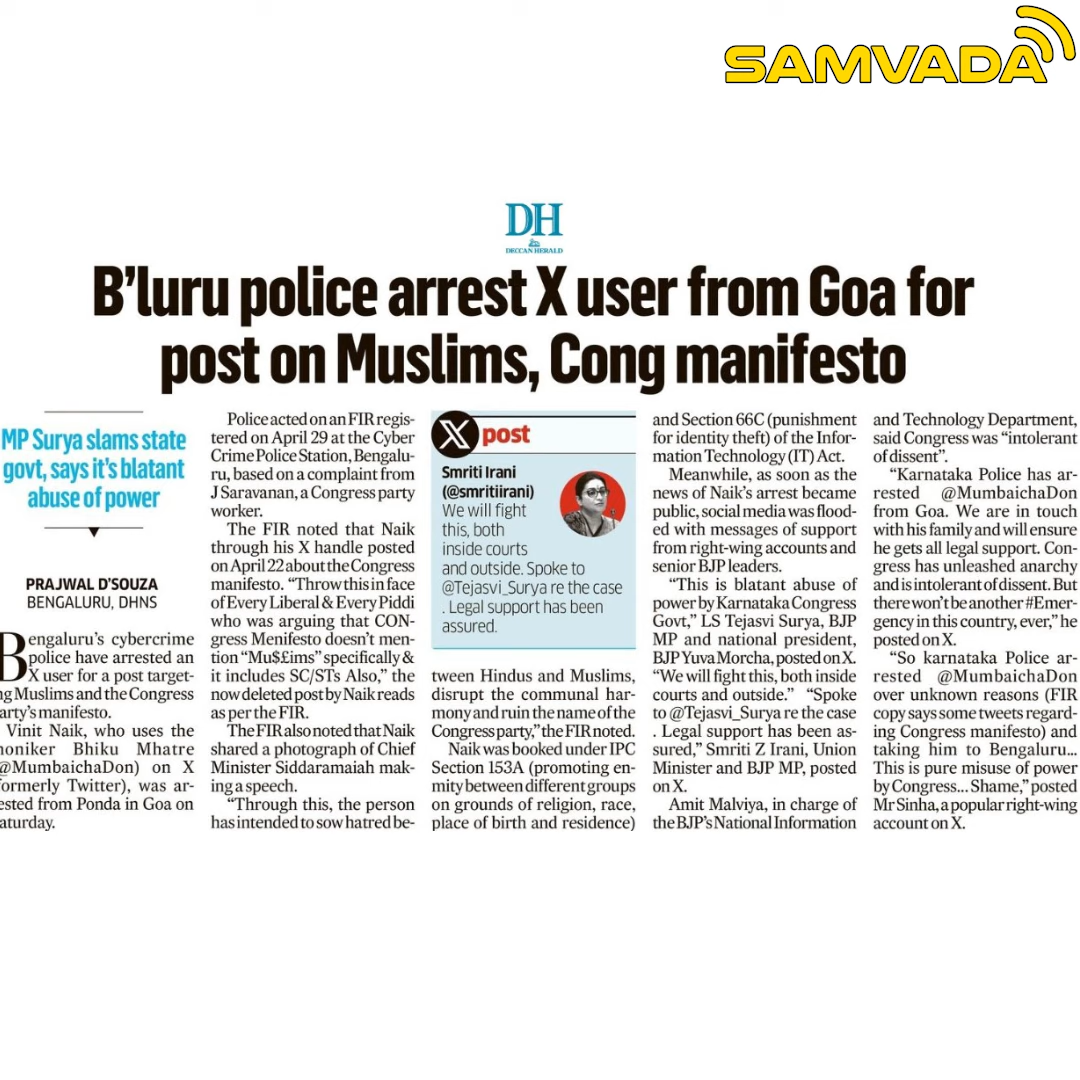 SAMVADA
DH
DECCAN HERALD
B'luru police arrest X user from Goa for
post on Muslims, Cong manifesto
MP Surya slams state
govt, says it's blatant
abuse of power
PRAJWAL D'SOUZA
BENGALURU, DHNS
Bengaluru's cybercrime
police have arrested an
X user for a post target-
ng Muslims and the Congress
arty's manifesto.
Vinit Naik, who uses the
moniker Bhiku Mhatre
@MumbaichaDon) on X
formerly Twitter), was ar-
ested from Ponda in Goa on
aturday.
Police acted on an FIR regis-
tered on April 29 at the Cyber
Crime Police Station, Bengalu-
ru, based on a complaint from
J Saravanan, a Congress party
worker.
The FIR noted that Naik
through his X handle posted
on April 22 about the Congress
manifesto. “Throw this in face
of Every Liberal & Every Piddi
who was arguing that CON-
gress Menifesto doesn't men-
tion “Mu$£ims” specifically &
it includes SC/STs Also,” the
now deleted post by Naik reads
as per the FIR.
The FIR also noted that Naik
shared a photograph of Chief
Minister Siddaramaiah mak-
ing a speech.
“Through this, the person
has intended to sow hatred be-
X post
Smriti Irani
(@smritiirani)
We will fight
this, both
inside courts
and outside. Spoke to
@Tejasvi_Surya re the case
. Legal support has been
assured.
tween Hindus and Muslims,
disrupt the communal har-
mony and ruin the name of the
Congress party,” the FIR noted.
Naik was booked under IPC
Section 153A (promoting en-
mity between different groups
on grounds of religion, race,
place of birth and residence)
and Section 66C (punishment
for identity theft) of the Infor-
mation Technology (IT) Act.
Meanwhile, as soon as the
news of Naik's arrest became
public, social media was flood-
ed with messages of support
from right-wing accounts and
senior BJP leaders.
“This is blatant abuse of
power by Karnataka Congress
Govt,” LS Tejasvi Surya, BJP
MP and national president,
BJP Yuva Morcha, posted on X.
“We will fight this, both inside
courts and outside.” “Spoke
to @Tejasvi_Surya re the case
. Legal support has been as-
sured,” Smriti Z Irani, Union
Minister and BJP MP, posted
on X.
Amit Malviya, in charge of
the BJP's National Information
and Technology Department,
said Congress was “intolerant
of dissent”.
“Karnataka Police has ar-
rested @MumbaichaDon
from Goa. We are in touch
with his family and will ensure
he gets all legal support. Con-
gress has unleashed anarchy
and is intolerant of dissent. But
there won't be another #Emer-
gency in this country, ever,” he
posted on X.
“So karnataka Police ar-
rested @MumbaichaDon
over unknown reasons (FIR
copy says some tweets regard-
ing Congress manifesto) and
taking him to Bengaluru...
This is pure misuse of power
by Congress... Shame,” posted
Mr Sinha, a popular right-wing
account on X.